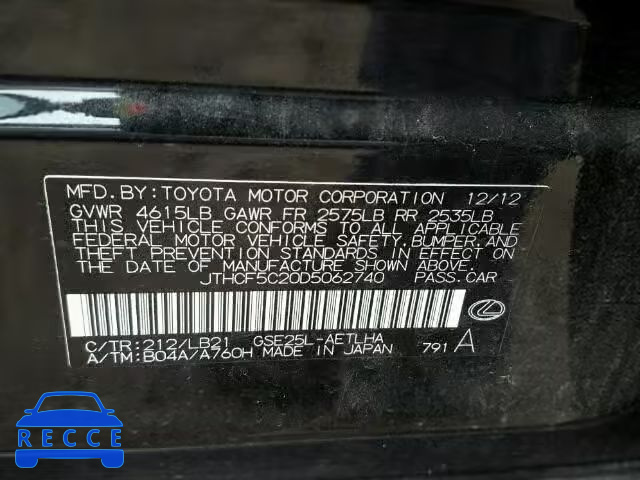 MFD. BY: TOYOTA MOTOR CORPORATION 12/12
GVWR 4615LB GAWR FR 2575LB RR 2535LB
THIS VEHICLE CONFORMS TO ALL APPLICABLE
FEDERAL MOTOR VEHICLE SAFETY, BUMPER, AND
THEFT PREVENTION STANDARDS IN EFFECT ON
THE DATE OF MANUFACTURE SHOWN ABOVE.
JTHCF5C20D5062740 PASS. CAR
C/TR: 212/LB21 GSE25L-AETLHA
A/TM: B04A/A760H MADE IN JAPAN 791 A
RECCE